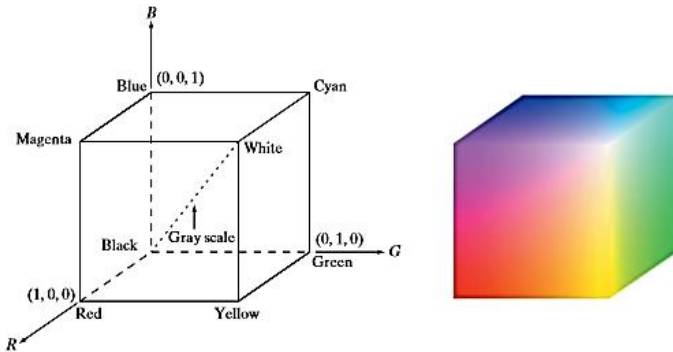 B
Blue (0, 0, 1) Cyan
Magenta White
Black Gray scale (0, 1, 0)
Green G
(1, 0, 0)
Red Yellow
R